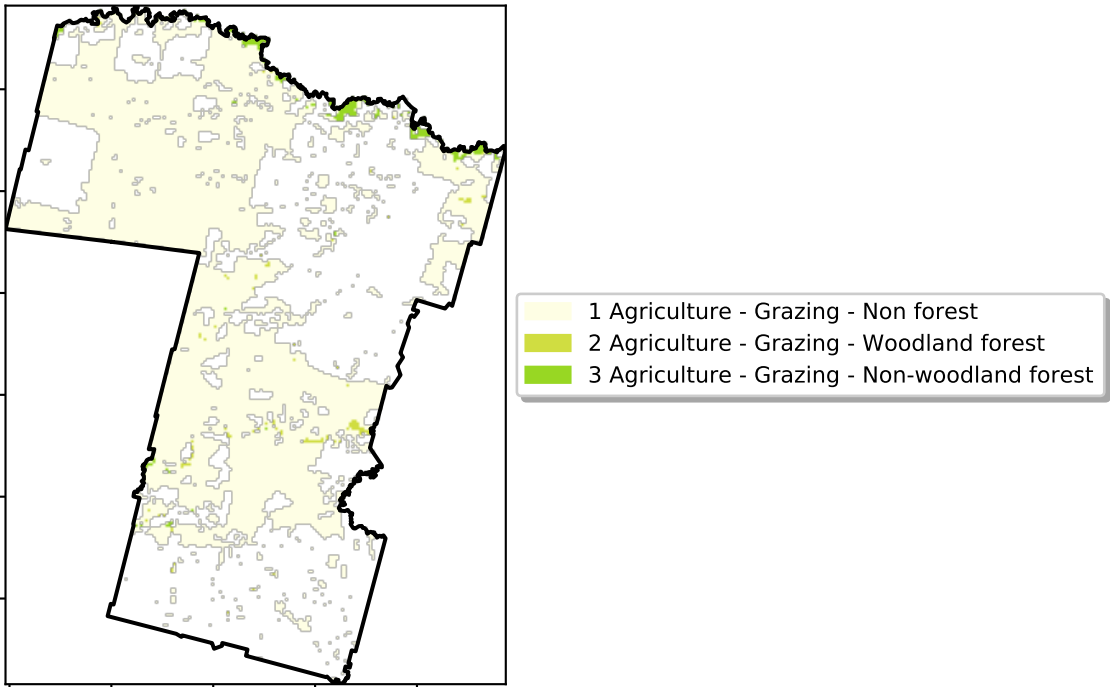 1 Agriculture - Grazing - Non forest
2 Agriculture - Grazing - Woodland forest
3 Agriculture - Grazing - Non-woodland forest